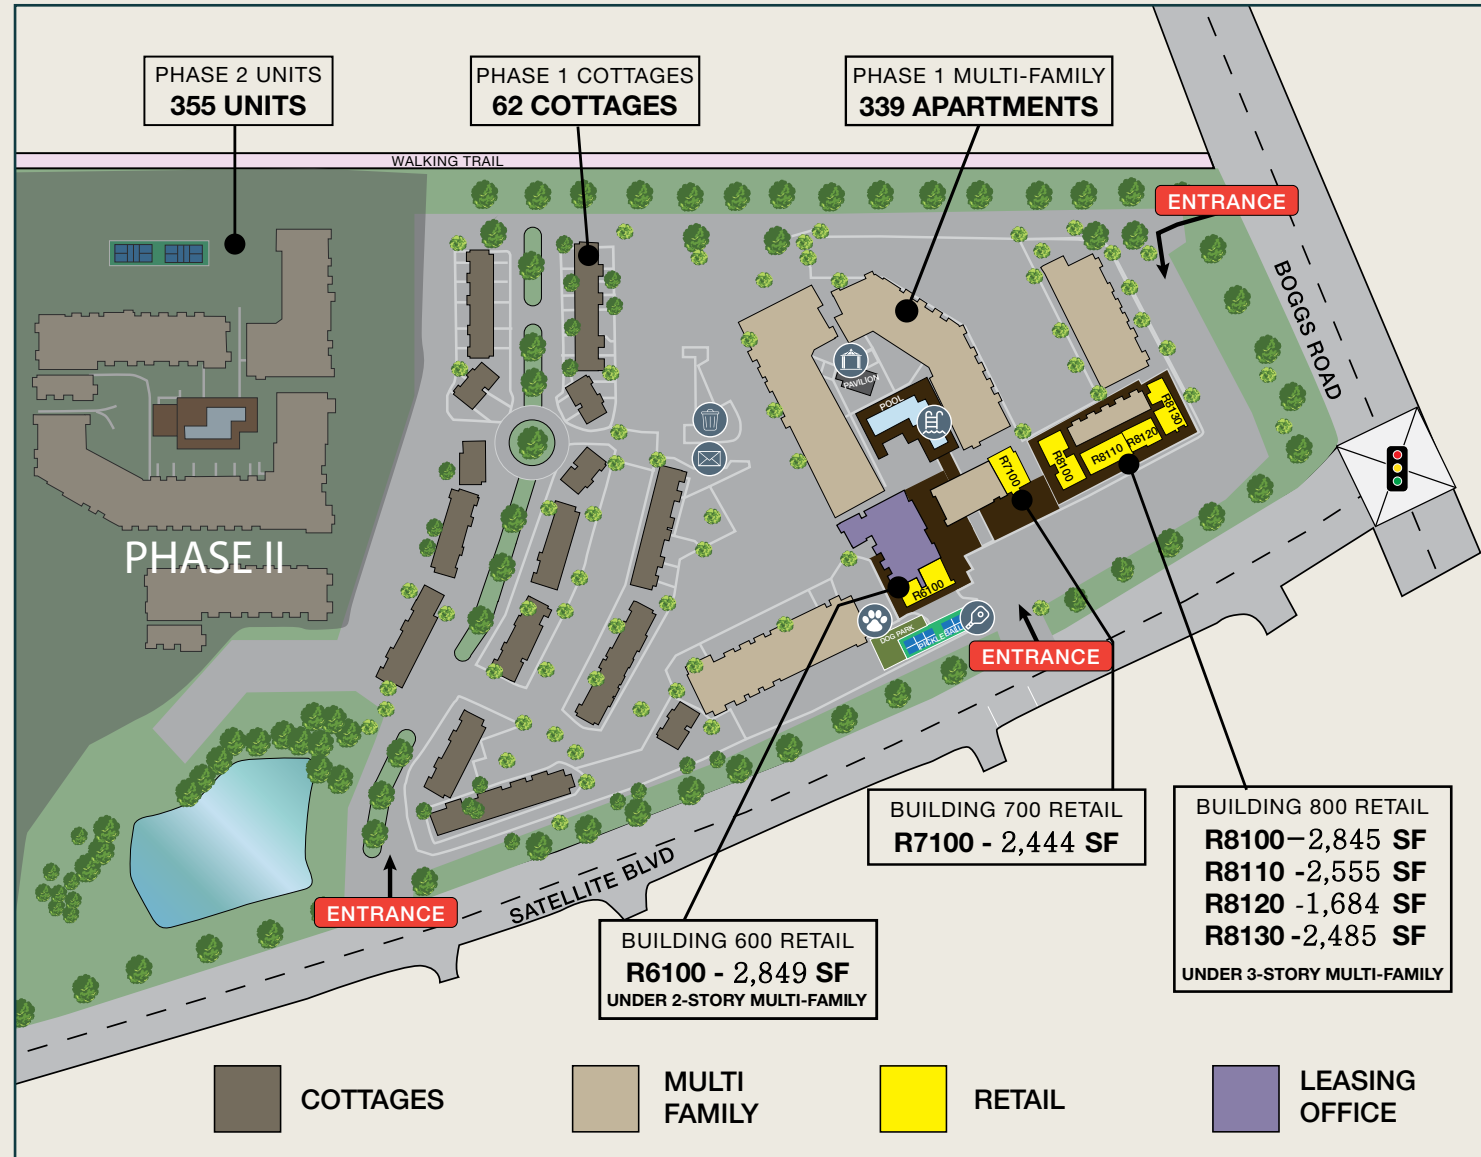 PHASE 2 UNITS
355 UNITS
PHASE 1 COTTAGES
62 COTTAGES
PHASE 1 MULTI-FAMILY
339 APARTMENTS
WALKING TRAIL
ENTRANCE
BOGGS ROAD
PAVILION
POOL
R8130
R8120
R8110
R8100
R7100
PHASE II
R6100
DOG PARK
PICKLEBALL
ENTRANCE
BUILDING 700 RETAIL
R7100 - 2,444 SF
BUILDING 800 RETAIL
R8100-2,845 SF
R8110 -2,555 SF
R8120 -1,684 SF
R8130 -2,485 SF
UNDER 3-STORY MULTI-FAMILY
SATELLITE BLVD
ENTRANCE
BUILDING 600 RETAIL
R6100 - 2,849 SF
UNDER 2-STORY MULTI-FAMILY
COTTAGES
MULTI
FAMILY
RETAIL
LEASING
OFFICE